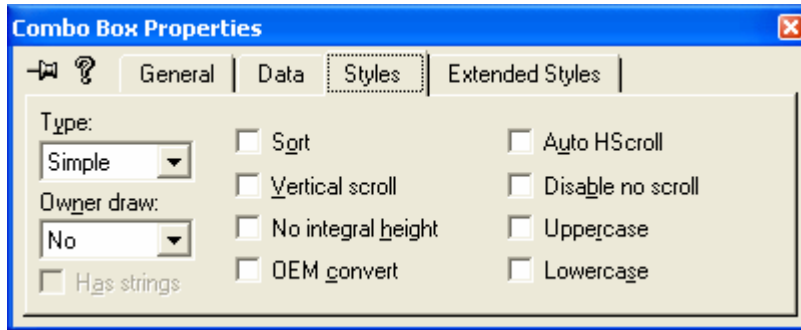 Combo Box Properties
General Data Styles Extended Styles
Type:
Simple
Owner draw:
No
Has strings
Sort
Vertical scroll
No integral height
OEM convert
Auto HScroll
Disable no scroll
Uppercase
Lowercase